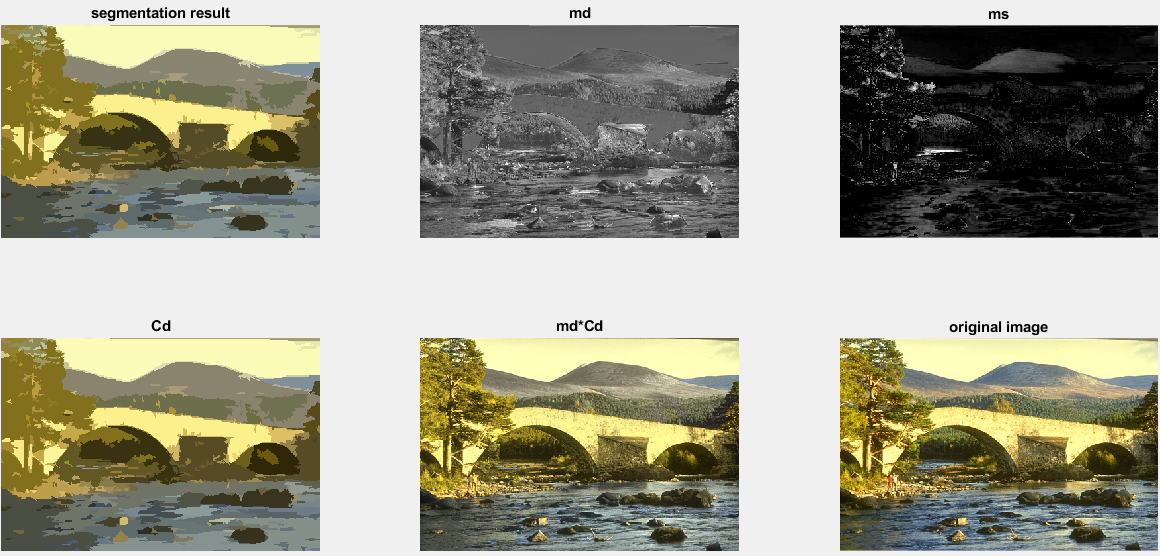 segmentation result
md
ms
Cd
md*Cd
original image